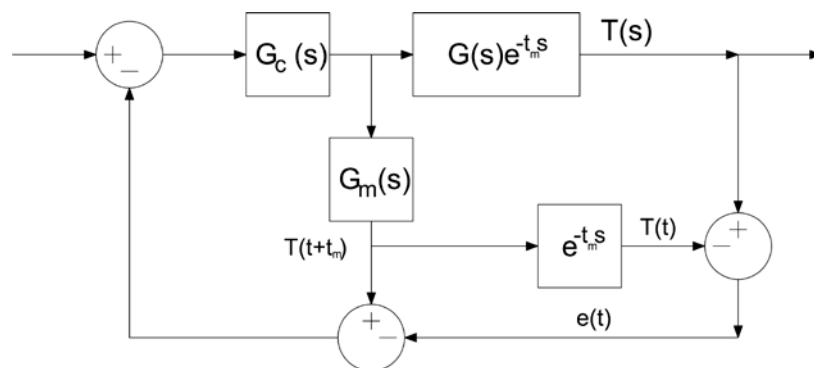 T(s)
+
−
G_c (s)
G(s)e^{-t_m s}
G_m(s)
T(t+t_m)
e^{-t_m s}
T(t)
+
−
e(t)
+
−